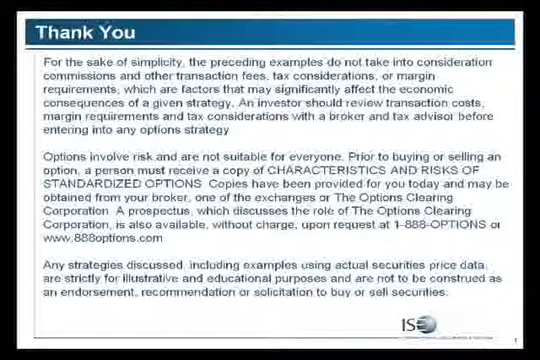 Thank You
For the sake of simplicity, the preceding examples do not take into consideration
commissions and other transaction fees, tax considerations, or margin
requirements, which are factors that may significantly affect the economic
consequences of a given strategy. An investor should review transaction costs,
margin requirements and tax considerations with a broker and tax advisor before
entering into any options strategy
Options involve risk and are not suitable for everyone. Prior to buying or selling an
option, a person must receive a copy of CHARACTERISTICS AND RISKS OF
STANDARDIZED OPTIONS. Copies have been provided for you today and may be
obtained from your broker, one of the exchanges or The Options Clearing
Corporation. A prospectus, which discusses the role of The Options Clearing
Corporation, is also available, without charge, upon request at 1-888-OPTIONS or
www.888options.com
Any strategies discussed, including examples using actual securities price data,
are strictly for illustrative and educational purposes and are not to be construed as
an endorsement, recommendation or solicitation to buy or sell securities.
ISE
1